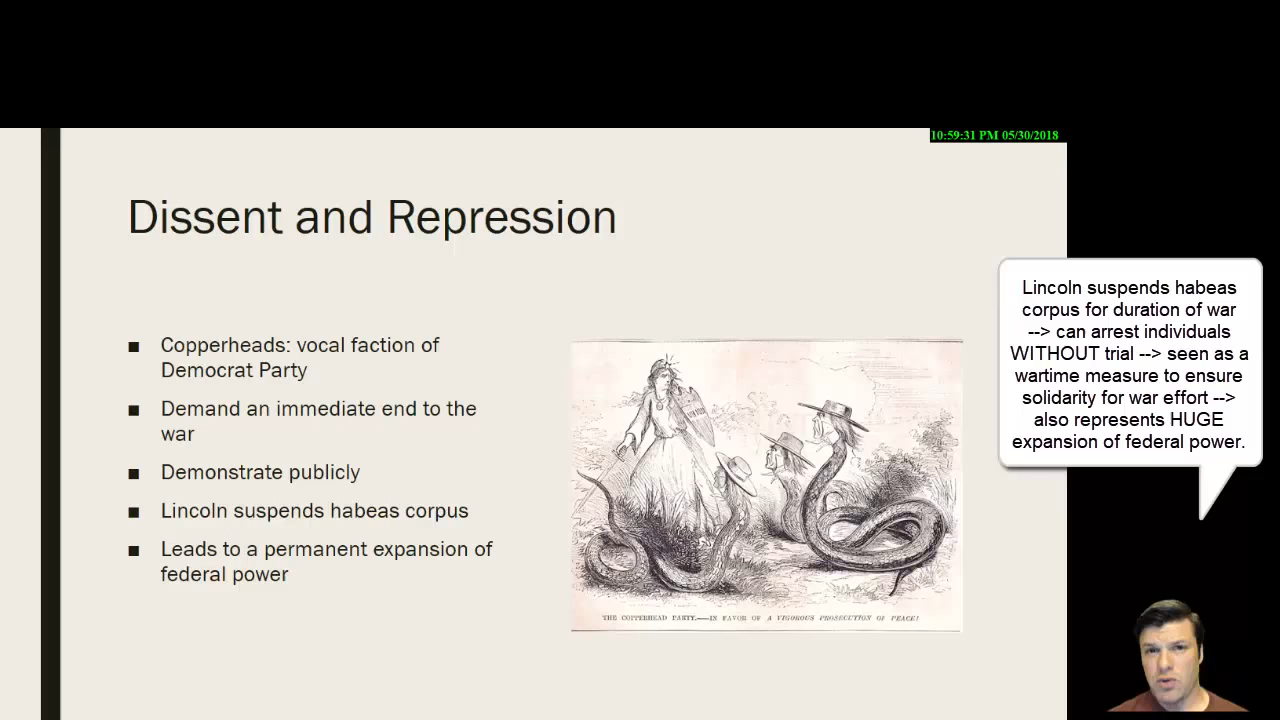 10:59:31 PM 05/30/2018
Dissent and Repression
■ Copperheads: vocal faction of
Democrat Party
■ Demand an immediate end to the
war
■ Demonstrate publicly
■ Lincoln suspends habeas corpus
■ Leads to a permanent expansion of
federal power
UNION
THE COPPERHEAD PARTY.—IN FAVOR OF A VIGOROUS PROSECUTION OF PEACE!
Lincoln suspends habeas
corpus for duration of war
--> can arrest individuals
WITHOUT trial --> seen as a
wartime measure to ensure
solidarity for war effort -->
also represents HUGE
expansion of federal power.